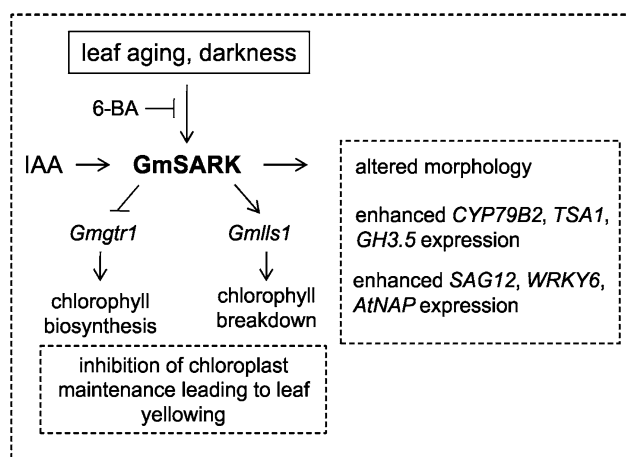 leaf aging, darkness
6-BA
IAA
GmSARK
altered morphology
enhanced CYP79B2, TSA1,
GH3.5 expression
enhanced SAG12, WRKY6,
AtNAP expression
Gmgtr1
Gmlls1
chlorophyll
biosynthesis
chlorophyll
breakdown
inhibition of chloroplast
maintenance leading to leaf
yellowing